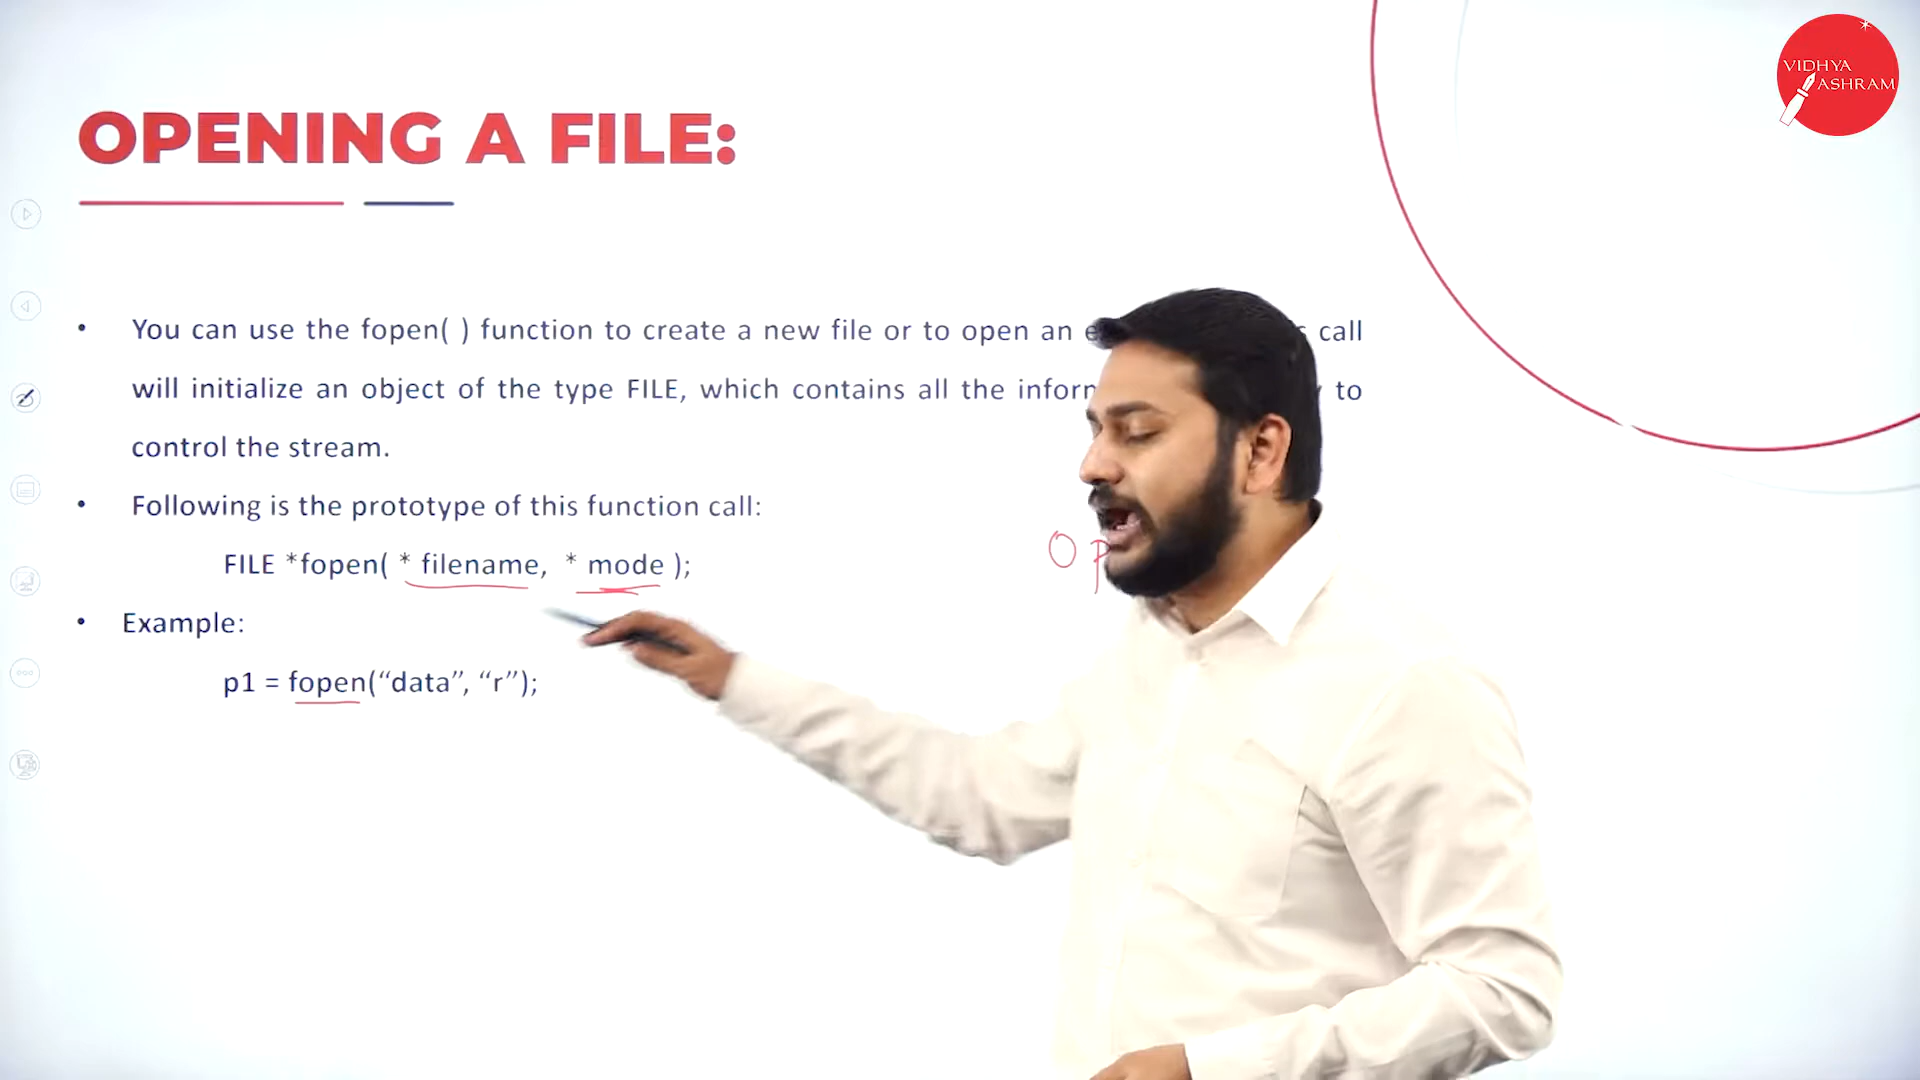 VIDHYA
ASHRAM
OPENING A FILE:
• You can use the fopen( ) function to create a new file or to open an call
will initialize an object of the type FILE, which contains all the to
control the stream.
• Following is the prototype of this function call:
FILE *fopen( * filename, * mode );
Op
• Example:
p1 = fopen(“data”, “r”);